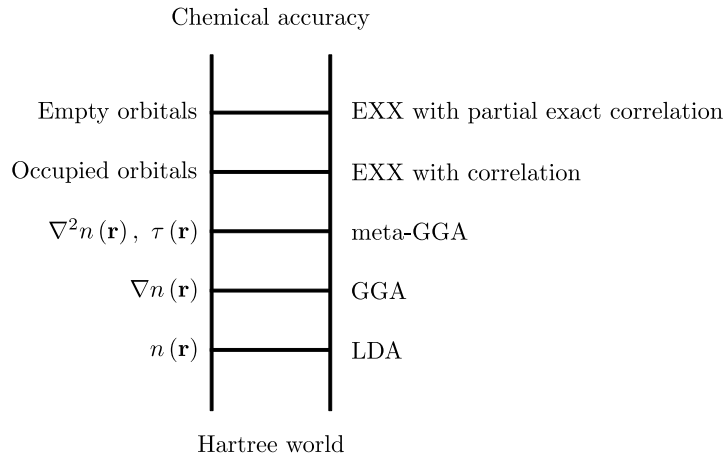 Chemical accuracy
Empty orbitals EXX with partial exact correlation
Occupied orbitals EXX with correlation
∇²n (r) , τ (r) meta-GGA
∇n (r) GGA
n (r) LDA
Hartree world